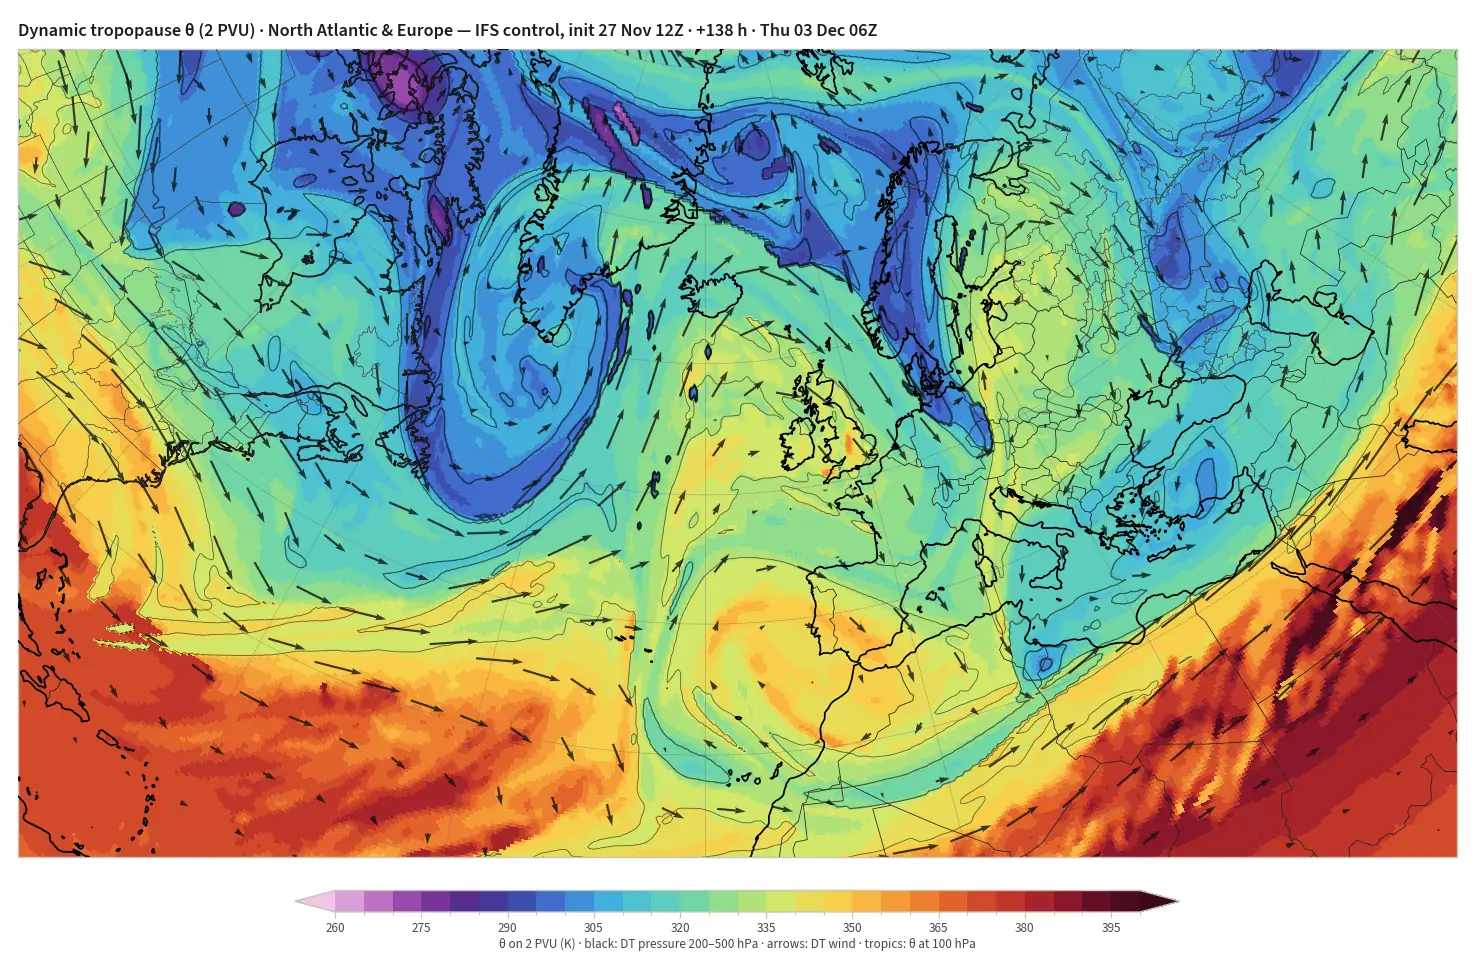 Dynamic tropopause θ (2 PVU) · North Atlantic & Europe — IFS control, init 27 Nov 12Z · +138 h · Thu 03 Dec 06Z
260 275 290 305 320 335 350 365 380 395
θ on 2 PVU (K) · black: DT pressure 200–500 hPa · arrows: DT wind · tropics: θ at 100 hPa